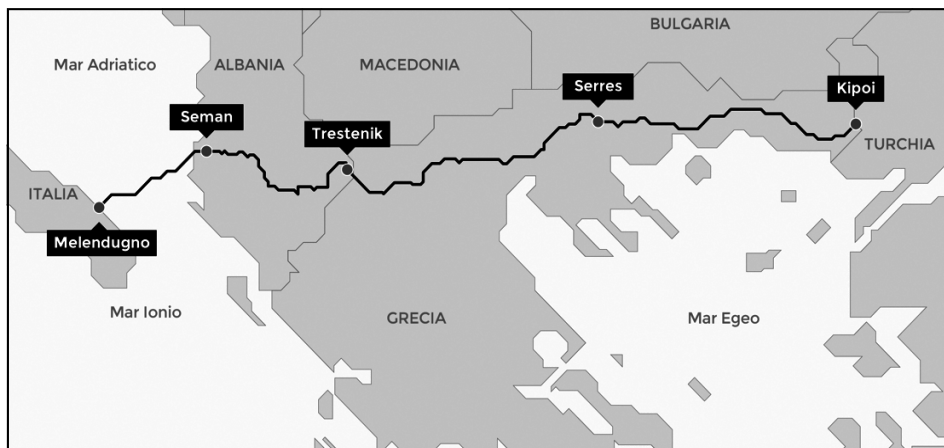 BULGARIA
Mar Adriatico
ALBANIA
MACEDONIA
Serres
Kipoi
Seman
Trestenik
TURCHIA
ITALIA
Melendugno
Mar Ionio
GRECIA
Mar Egeo